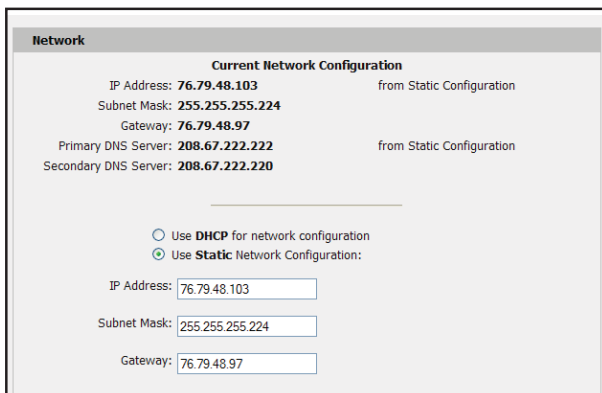 Network
Current Network Configuration
IP Address: 76.79.48.103 from Static Configuration
Subnet Mask: 255.255.255.224
Gateway: 76.79.48.97
Primary DNS Server: 208.67.222.222 from Static Configuration
Secondary DNS Server: 208.67.222.220
Use DHCP for network configuration
Use Static Network Configuration:
IP Address: 76.79.48.103
Subnet Mask: 255.255.255.224
Gateway: 76.79.48.97